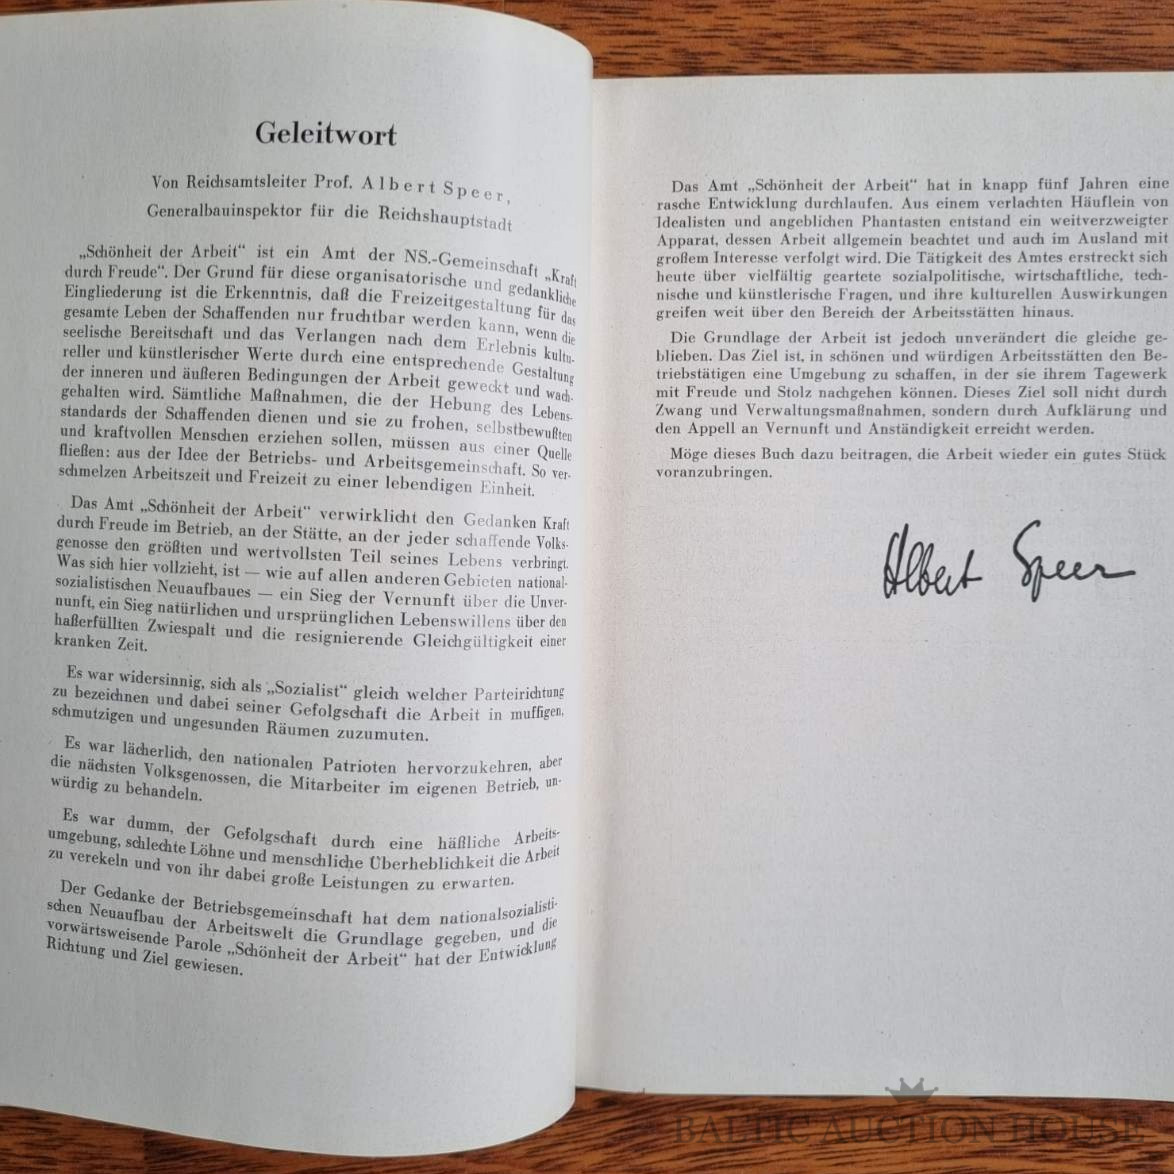 Geleitwort
Von Reichsamtsleiter Prof. Albert Speer,
Generalbauinspektor für die Reichshauptstadt
„Schönheit der Arbeit“ ist ein Amt der NS.-Gemeinschaft „Kraft
durch Freude“. Der Grund für diese organisatorische und gedankliche
Eingliederung ist die Erkenntnis, daß die Freizeitgestaltung für das
gesamte Leben der Schaffenden nur fruchtbar werden kann, wenn die
seelische Bereitschaft und das Verlangen nach dem Erlebnis kultu-
reller und künstlerischer Werte durch eine entsprechende Gestaltung
der inneren und äußeren Bedingungen der Arbeit geweckt und wach-
gehalten wird. Sämtliche Maßnahmen, die der Hebung des Lebens-
standards der Schaffenden dienen und sie zu frohen, selbstbewußten
und kraftvollen Menschen erziehen sollen, müssen aus einer Quelle
fließen: aus der Idee der Betriebs- und Arbeitsgemeinschaft. So ver-
schmelzen Arbeitszeit und Freizeit zu einer lebendigen Einheit.
Das Amt „Schönheit der Arbeit“ verwirklicht den Gedanken Kraft
durch Freude im Betrieb, an der Stätte, an der jeder schaffende Volks-
genosse den größten und wertvollsten Teil seines Lebens verbringt.
Was sich hier vollzieht, ist — wie auf allen anderen Gebieten national-
sozialistischen Neuaufbaues — ein Sieg der Vernunft über die Unver-
nunft, ein Sieg natürlichen und ursprünglichen Lebenswillens über den
haßerfüllten Zwiespalt und die resignierende Gleichgültigkeit einer
kranken Zeit.
Es war widersinnig, sich als „Sozialist“ gleich welcher Parteirichtung
zu bezeichnen und dabei seiner Gefolgschaft die Arbeit in muffigen,
schmutzigen und ungesunden Räumen zuzumuten.
Es war lächerlich, den nationalen Patrioten hervorzukehren, aber
die nächsten Volksgenossen, die Mitarbeiter im eigenen Betrieb, un-
würdig zu behandeln.
Es war dumm, der Gefolgschaft durch eine häßliche Arbeits-
umgebung, schlechte Löhne und menschliche Überheblichkeit die Arbeit
zu verekeln und von ihr dabei große Leistungen zu erwarten.
Der Gedanke der Betriebsgemeinschaft hat dem nationalsozialisti-
schen Neuaufbau der Arbeitswelt die Grundlage gegeben, und die
vorwärtsweisende Parole „Schönheit der Arbeit“ hat der Entwicklung
Richtung und Ziel gewiesen.
Das Amt „Schönheit der Arbeit“ hat in knapp fünf Jahren eine
rasche Entwicklung durchlaufen. Aus einem verlachten Häuflein von
Idealisten und angeblichen Phantasten entstand ein weitverzweigter
Apparat, dessen Arbeit allgemein beachtet und auch im Ausland mit
großem Interesse verfolgt wird. Die Tätigkeit des Amtes erstreckt sich
heute über vielfältig geartete sozialpolitische, wirtschaftliche, tech-
nische und künstlerische Fragen, und ihre kulturellen Auswirkungen
greifen weit über den Bereich der Arbeitsstätten hinaus.
Die Grundlage der Arbeit ist jedoch unverändert die gleiche ge-
blieben. Das Ziel ist, in schönen und würdigen Arbeitsstätten den Be-
triebstätigen eine Umgebung zu schaffen, in der sie ihrem Tagewerk
mit Freude und Stolz nachgehen können. Dieses Ziel soll nicht durch
Zwang und Verwaltungsmaßnahmen, sondern durch Aufklärung und
den Appell an Vernunft und Anständigkeit erreicht werden.
Möge dieses Buch dazu beitragen, die Arbeit wieder ein gutes Stück
voranzubringen.
Albert Speer
BALTIC AUCTION HOUSE